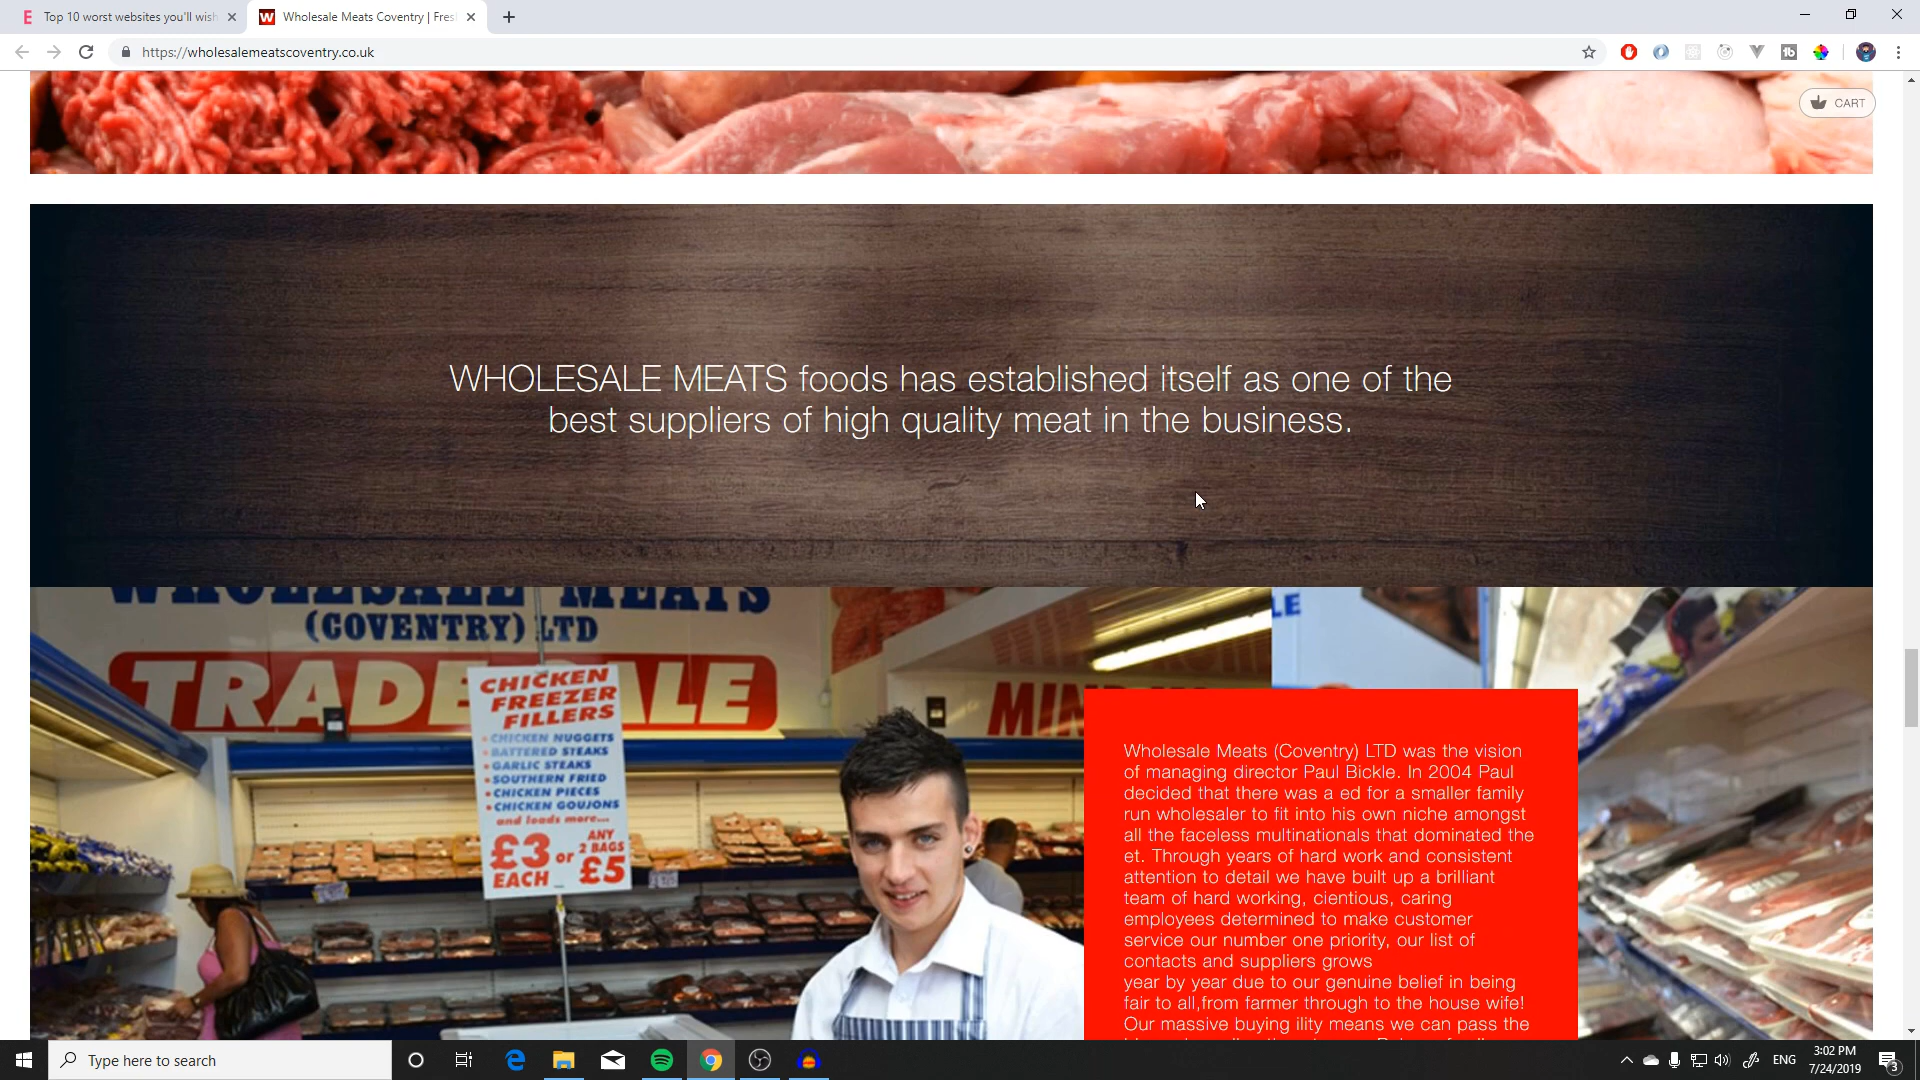 Top 10 worst websites you'll wish
Wholesale Meats Coventry | Fres
https://wholesalemeatscoventry.co.uk
CART
WHOLESALE MEATS foods has established itself as one of the
best suppliers of high quality meat in the business.
WHOLESALE MEATS
(COVENTRY) LTD
CHICKEN
FREEZER
FILLERS
• CHICKEN NUGGETS
• BATTERED STEAKS
• GARLIC STEAKS
• SOUTHERN FRIED
• CHICKEN PIECES
• CHICKEN GOUJONS
and loads more...
£3 or ANY 2 BAGS £5
EACH
Wholesale Meats (Coventry) LTD was the vision
of managing director Paul Bickle. In 2004 Paul
decided that there was a ed for a smaller family
run wholesaler to fit into his own niche amongst
all the faceless multinationals that dominated the
et. Through years of hard work and consistent
attention to detail we have built up a brilliant
team of hard working, cientious, caring
employees determined to make customer
service our number one priority, our list of
contacts and suppliers grows
year by year due to our genuine belief in being
fair to all,from farmer through to the house wife!
Our massive buying ility means we can pass the
Type here to search
ENG
3:02 PM
7/24/2019
3